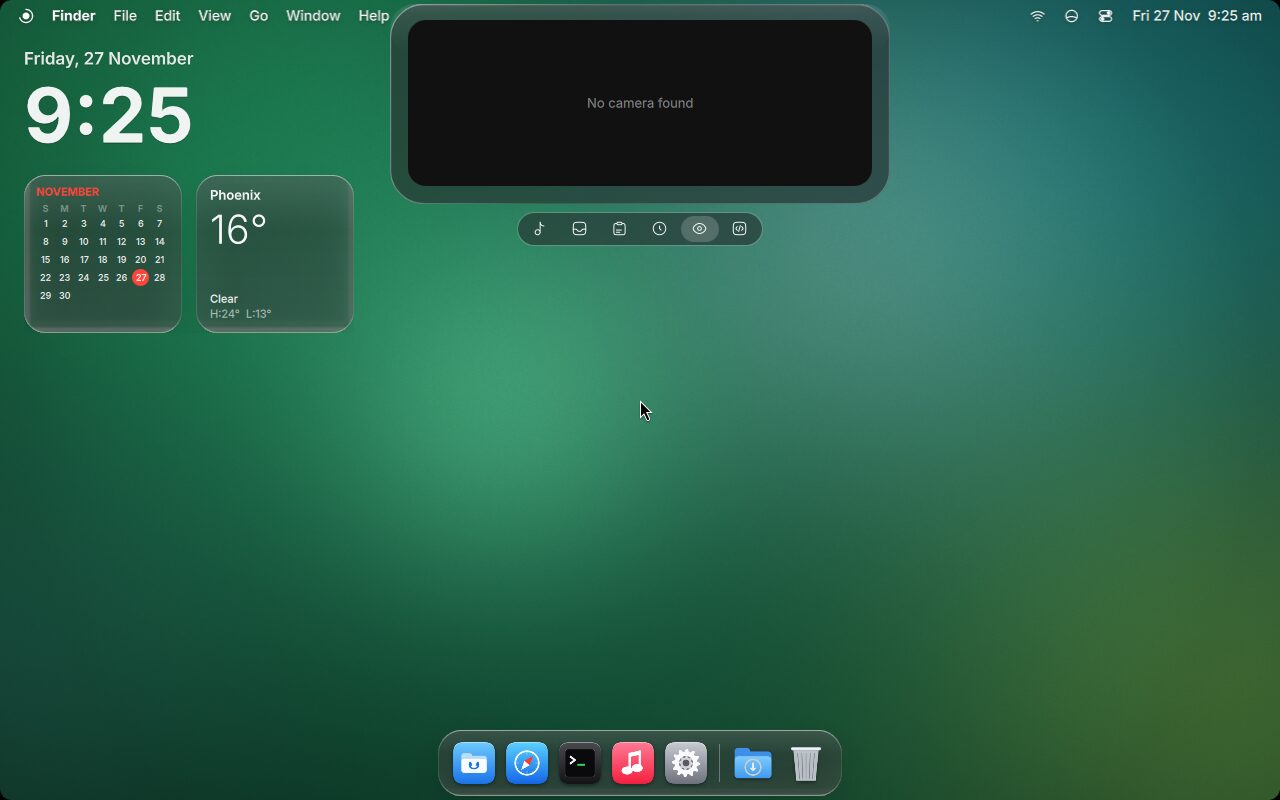 Finder File Edit View Go Window Help
Fri 27 Nov 9:25 am
Friday, 27 November
9:25
No camera found
NOVEMBER
S M T W T F S
1 2 3 4 5 6 7
8 9 10 11 12 13 14
15 16 17 18 19 20 21
22 23 24 25 26 27 28
29 30
Phoenix
16°
Clear
H:24° L:13°